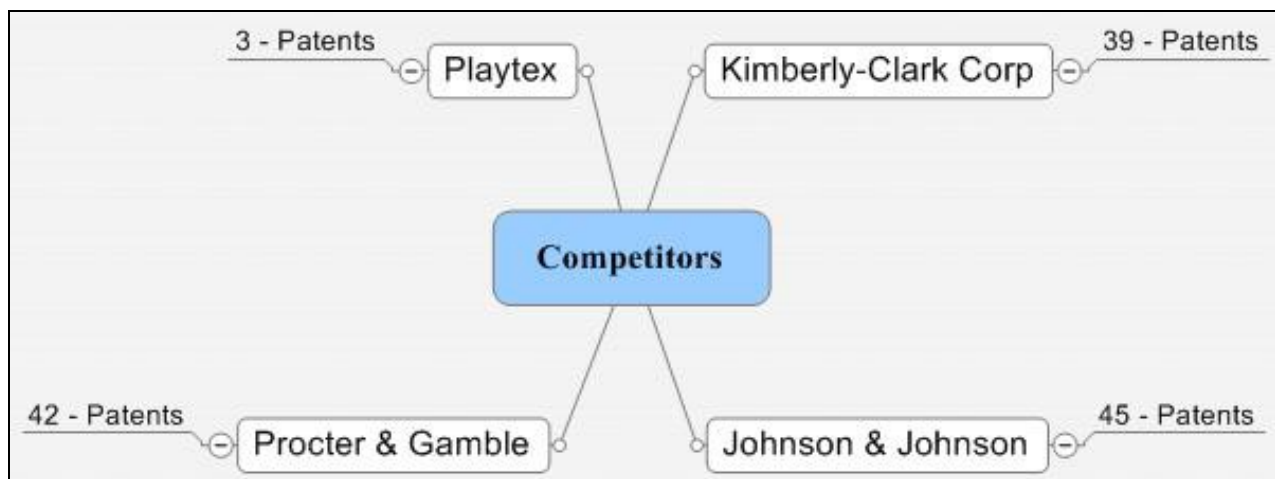 3 - Patents
Playtex
Kimberly-Clark Corp
39 - Patents
Competitors
42 - Patents
Procter & Gamble
Johnson & Johnson
45 - Patents